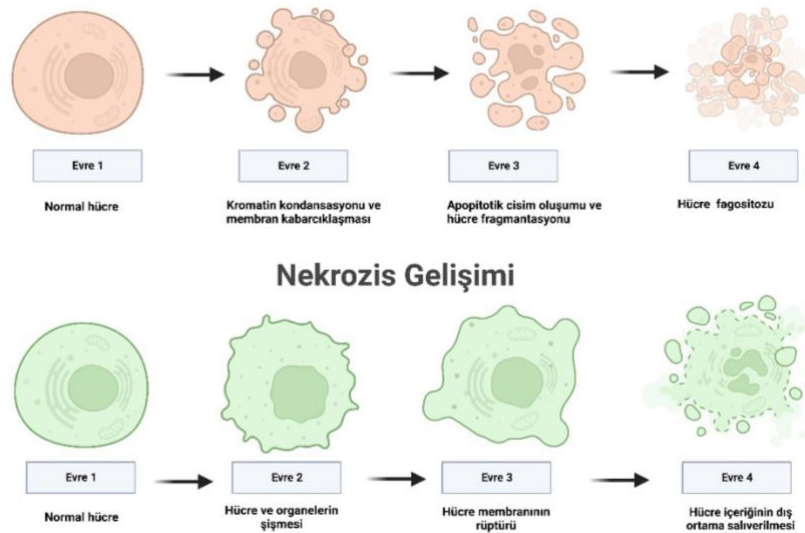 Evre 1
Evre 2
Evre 3
Evre 4
Normal hücre
Kromatin kondansasyonu ve
membran kabarcıklaşması
Apopitotik cisim oluşumu ve
hücre fragmantasyonu
Hücre fagositozu
Nekrozis Gelişimi
Evre 1
Evre 2
Evre 3
Evre 4
Normal hücre
Hücre ve organelerin
şişmesi
Hücre membranının
rüptürü
Hücre içeriğinin dış
ortama salıverilmesi